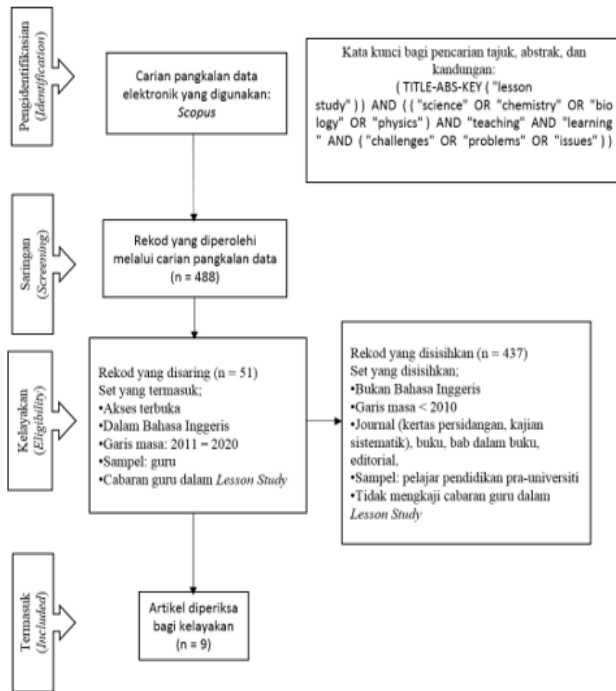 Pengidentifikasian
(Identification)
Carian pangkalan data
elektronik yang digunakan:
Scopus
Kata kunci bagi pencarian tajuk, abstrak, dan
kandungan:
( TITLE-ABS-KEY ( "lesson
study" ) ) AND ( ( "science" OR "chemistry" OR "bio
logy" OR "physics" ) AND "teaching" AND "learning
" AND ( "challenges" OR "problems" OR "issues" ) )
Saringan
(Screening)
Rekod yang diperolehi
melalui carian pangkalan data
(n = 488)
Kelayakan
(Eligibility)
Rekod yang disaring (n = 51)
Set yang termasuk;
•Akses terbuka
•Dalam Bahasa Inggeris
•Garis masa: 2011 = 2020
•Sampel: guru
•Cabaran guru dalam Lesson Study
Rekod yang disisihkan (n = 437)
Set yang disisihkan;
•Bukan Bahasa Inggeris
•Garis masa < 2010
•Journal (kertas persidangan, kajian
sistematik), buku, bab dalam buku,
editorial,
•Sampel: pelajar pendidikan pra-universiti
•Tidak mengkaji cabaran guru dalam
Lesson Study
Termasuk
(Included)
Artikel diperiksa
bagi kelayakan
(n = 9)